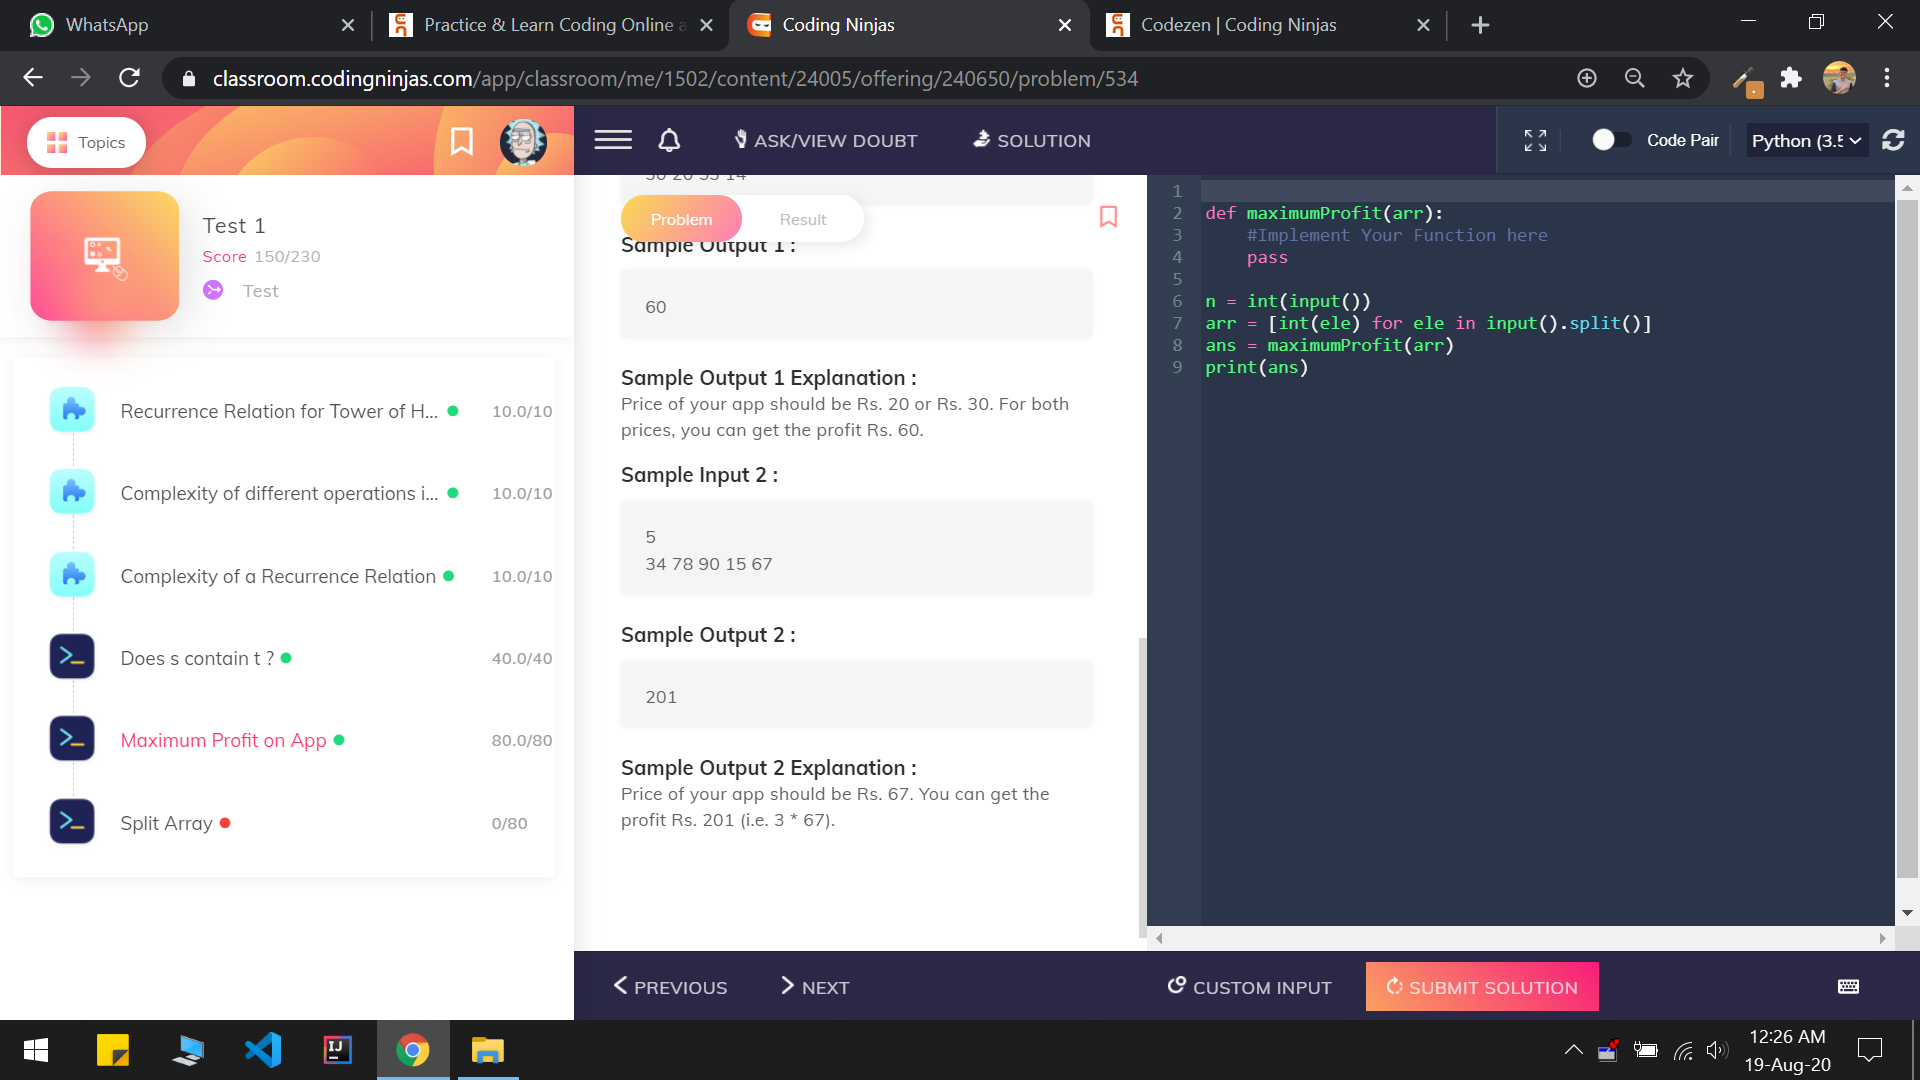 WhatsApp
Practice & Learn Coding Online a
Coding Ninjas
Codezen | Coding Ninjas
classroom.codingninjas.com/app/classroom/me/1502/content/24005/offering/240650/problem/534
Topics
ASK/VIEW DOUBT
SOLUTION
Code Pair
Python (3.5
Test 1
Score 150/230
Test
Recurrence Relation for Tower of H... 10.0/10
Complexity of different operations i... 10.0/10
Complexity of a Recurrence Relation 10.0/10
Does s contain t ? 40.0/40
Maximum Profit on App 80.0/80
Split Array 0/80
30 20 53 14
Problem
Result
Sample Output 1 :
60
Sample Output 1 Explanation :
Price of your app should be Rs. 20 or Rs. 30. For both
prices, you can get the profit Rs. 60.
Sample Input 2 :
5
34 78 90 15 67
Sample Output 2 :
201
Sample Output 2 Explanation :
Price of your app should be Rs. 67. You can get the
profit Rs. 201 (i.e. 3 * 67).
1
2 def maximumProfit(arr):
3 #Implement Your Function here
4 pass
5
6 n = int(input())
7 arr = [int(ele) for ele in input().split()]
8 ans = maximumProfit(arr)
9 print(ans)
PREVIOUS
NEXT
CUSTOM INPUT
SUBMIT SOLUTION
IJ
12:26 AM
19-Aug-20